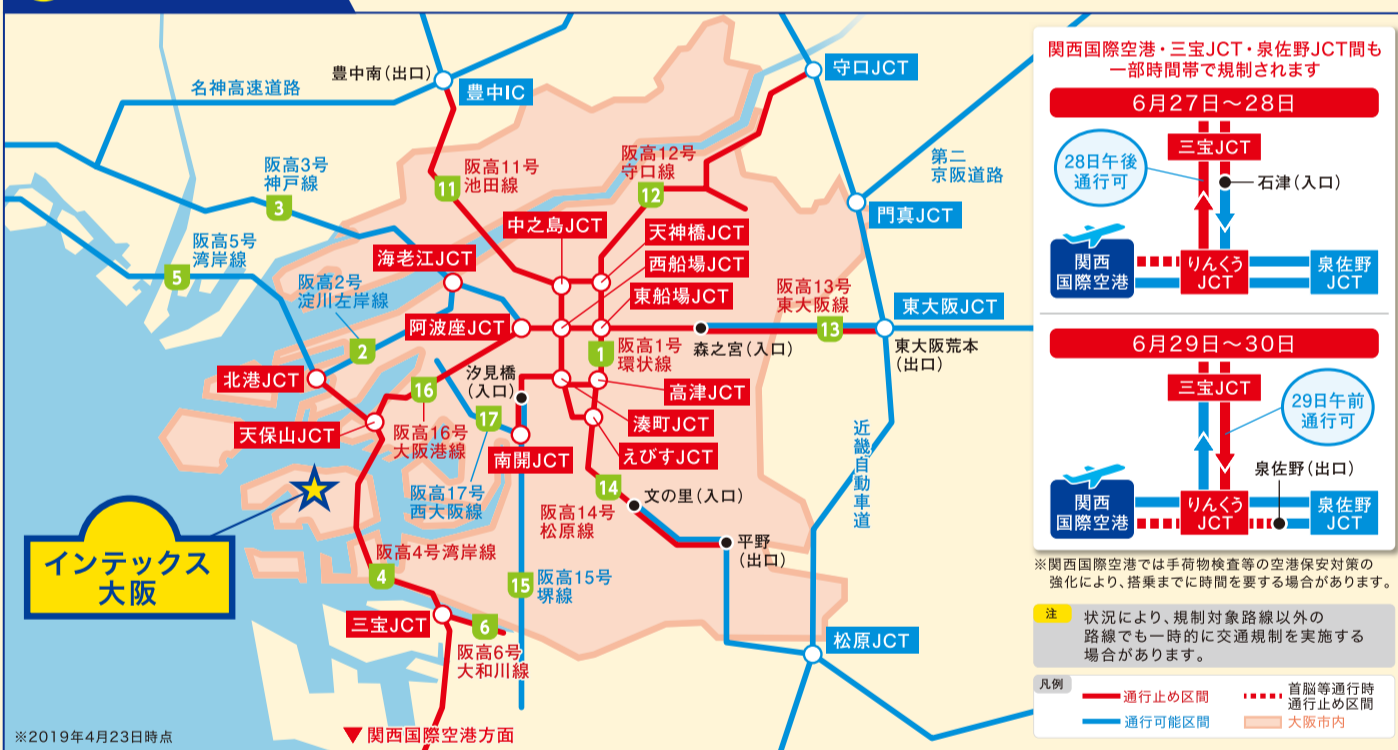 豊中南(出口)
名神高速道路
豊中IC
守口JCT
阪高3号
神戸線
3
阪高11号
池田線
11
阪高12号
守口線
12
第二
京阪道路
門真JCT
中之島JCT
天神橋JCT
西船場JCT
東船場JCT
海老江JCT
阪高5号
湾岸線
5
阪高2号
淀川左岸線
2
阿波座JCT
阪高13号
東大阪線
13
東大阪JCT
森之宮(入口)
東大阪荒本
(出口)
1
阪高1号
環状線
汐見橋
(入口)
北港JCT
16
高津JCT
天保山JCT
阪高16号
大阪港線
17
湊町JCT
南開JCT
えびすJCT
近畿自動車道
阪高17号
西大阪線
14
文の里(入口)
阪高14号
松原線
平野
(出口)
インテックス
大阪
阪高4号湾岸線
4
15
阪高15号
堺線
三宝JCT
6
阪高6号
大和川線
松原JCT
▼関西国際空港方面
※2019年4月23日時点
関西国際空港・三宝JCT・泉佐野JCT間も
一部時間帯で規制されます
6月27日~28日
三宝JCT
28日午後
通行可
石津(入口)
関西
国際空港
りんくう
JCT
泉佐野
JCT
6月29日~30日
三宝JCT
29日午前
通行可
泉佐野(出口)
関西
国際空港
りんくう
JCT
泉佐野
JCT
※関西国際空港では手荷物検査等の空港保安対策の
強化により、搭乗までに時間を要する場合があります。
注
状況により、規制対象路線以外の
路線でも一時的に交通規制を実施する
場合があります。
凡例
通行止め区間
首脳等通行時
通行止め区間
通行可能区間
大阪市内